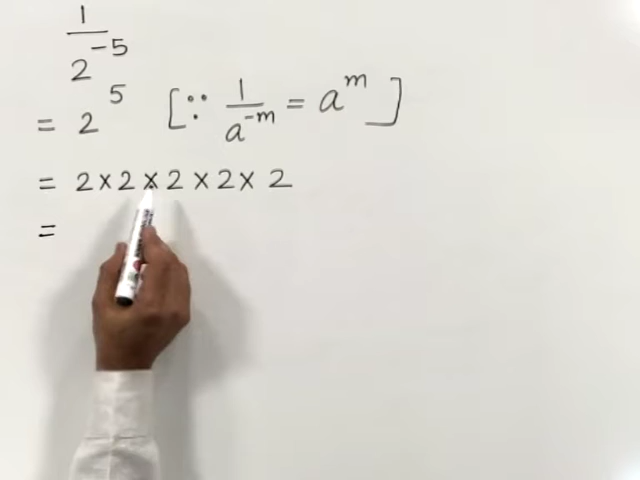 1/2^-5
= 2^5 [∵ 1/a^-m = a^m]
= 2 × 2 × 2 × 2 × 2
=